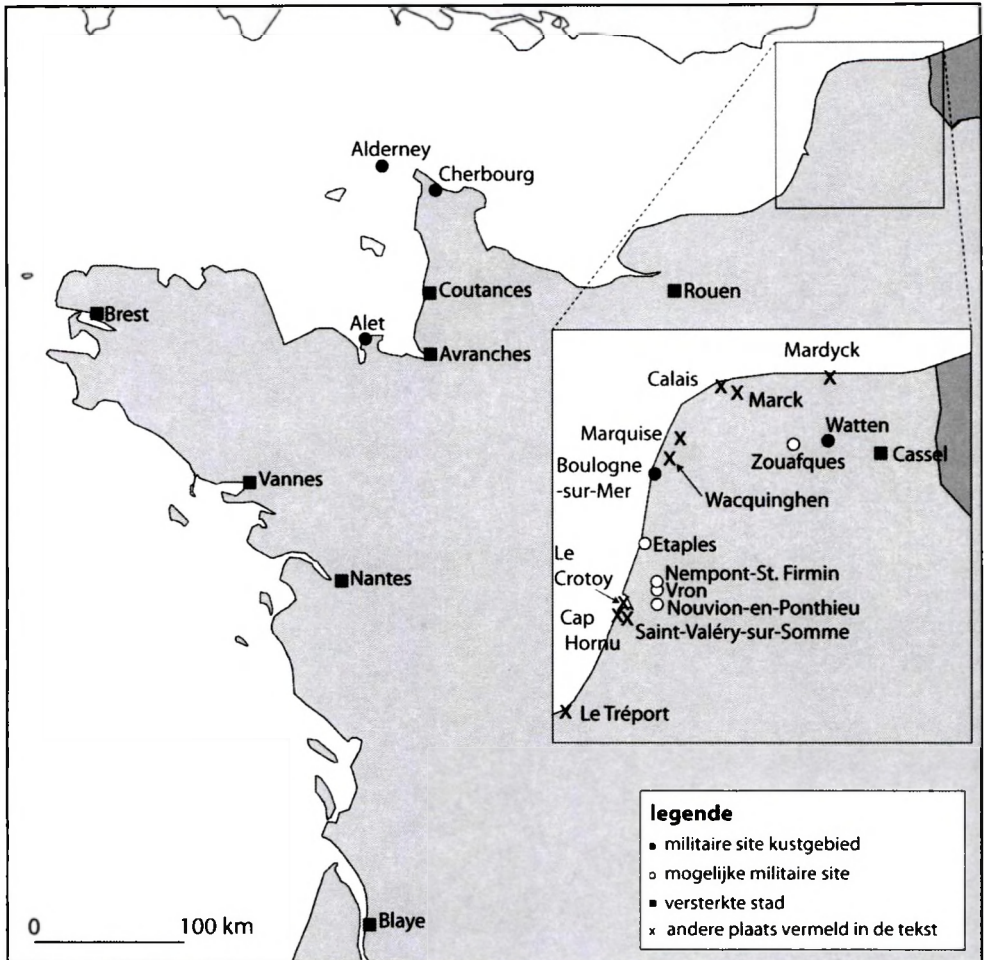 Alderney
Cherbourg
Coutances
Rouen
Brest
Alet
Avranches
Mardyck
Calais
Marck
Marquise
Watten
Zouafques
Cassel
Boulogne
-sur-Mer
Wacquinghen
Vannes
Etaples
Le
Crotoy
Nempont-St. Firmin
Vron
Nouvion-en-Ponthieu
Cap
Hornu
Saint-Valéry-sur-Somme
Nantes
Le Tréport
legende
militaire site kustgebied
mogelijke militaire site
versterkte stad
x andere plaats vermeld in de tekst
Blaye
0 100 km